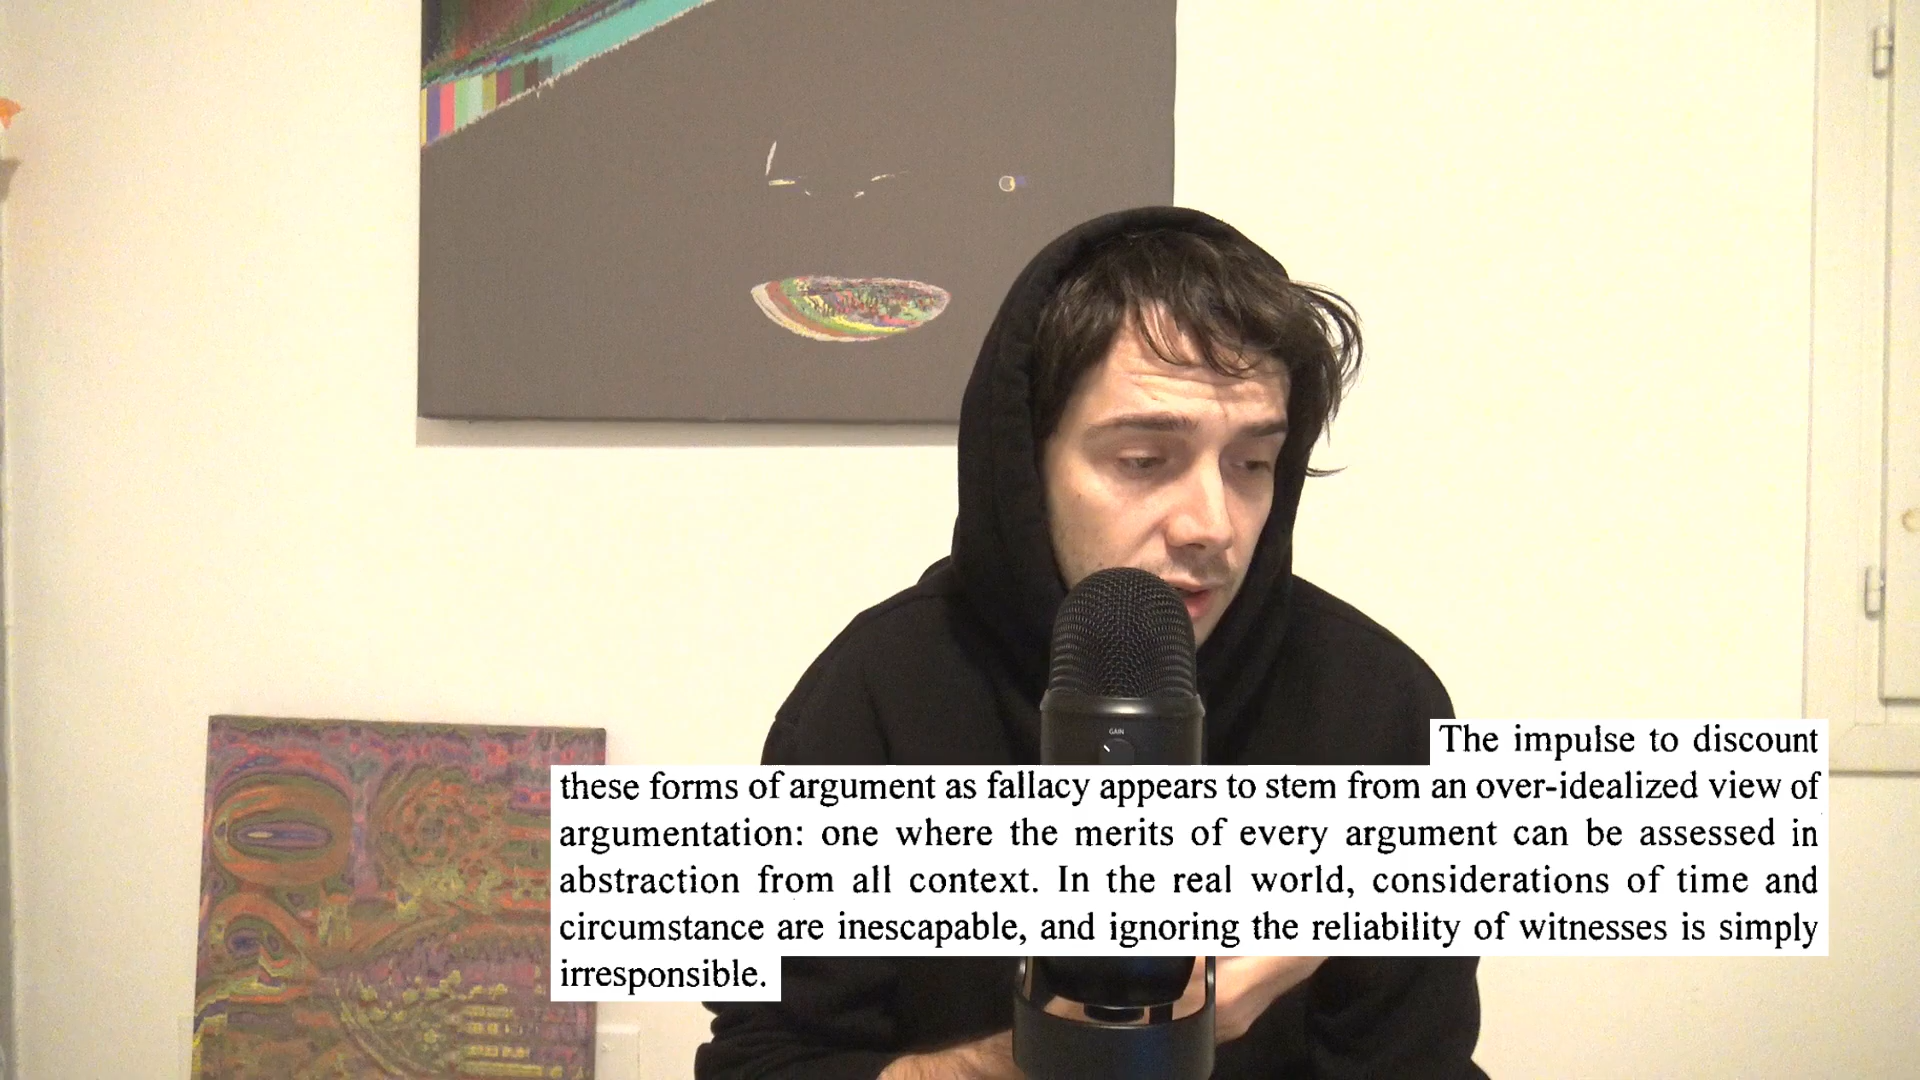 GAIN
The impulse to discount
these forms of argument as fallacy appears to stem from an over-idealized view of
argumentation: one where the merits of every argument can be assessed in
abstraction from all context. In the real world, considerations of time and
circumstance are inescapable, and ignoring the reliability of witnesses is simply
irresponsible.